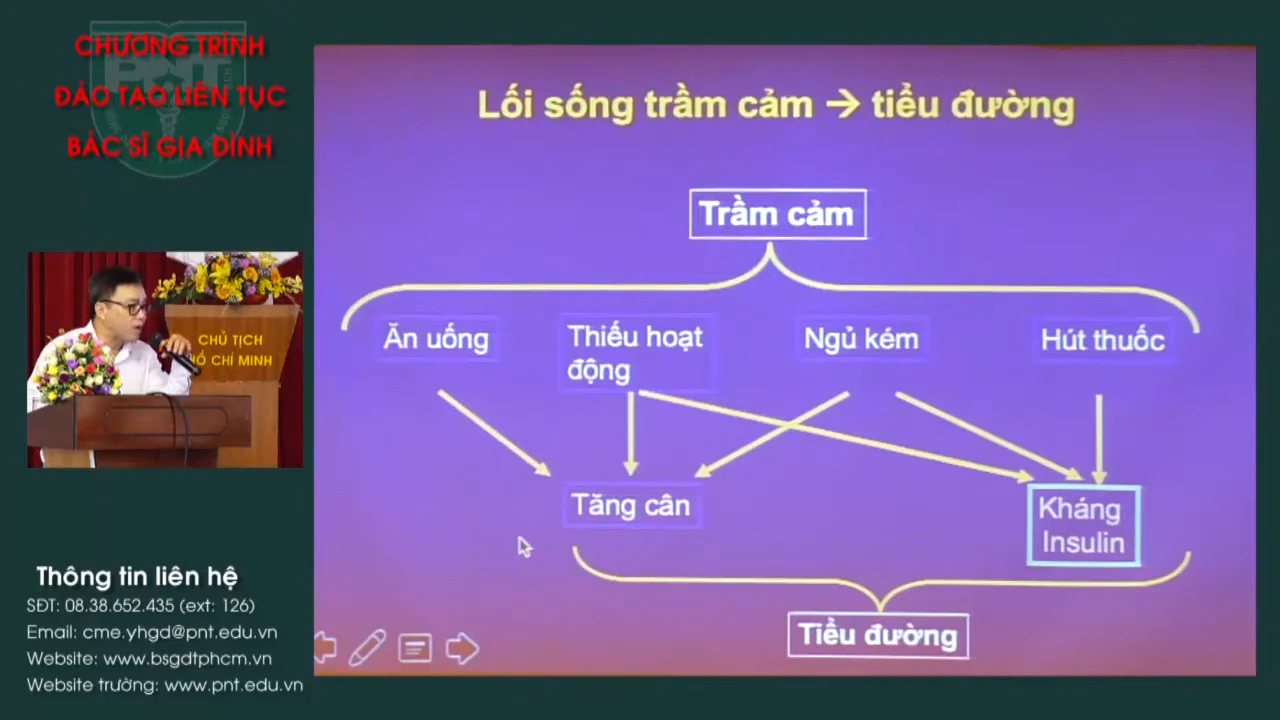 CHƯƠNG TRÌNH
ĐÀO TẠO LIÊN TỤC
BÁC SĨ GIA ĐÌNH
PNT
CHỦ TỊCH
HỒ CHÍ MINH
Thông tin liên hệ
SĐT: 08.38.652.435 (ext: 126)
Email: cme.yhgd@pnt.edu.vn
Website: www.bsgdtphcm.vn
Website trường: www.pnt.edu.vn
Lối sống trầm cảm → tiểu đường
Trầm cảm
Ăn uống
Thiếu hoạt
động
Ngủ kém
Hút thuốc
Tăng cân
Kháng
Insulin
Tiểu đường